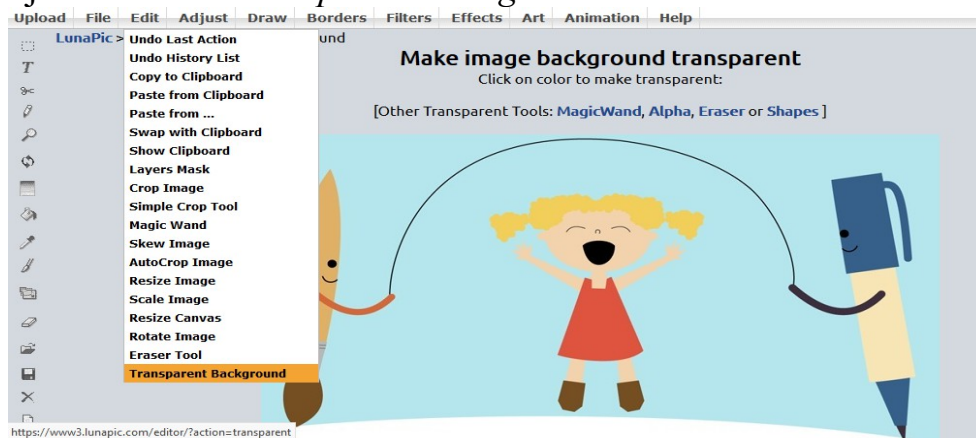 Upload File Edit Adjust Draw Borders Filters Effects Art Animation Help
LunaPic >
Make image background transparent
Click on color to make transparent:
[Other Transparent Tools: MagicWand, Alpha, Eraser or Shapes ]
Undo Last Action
Undo History List
Copy to Clipboard
Paste from Clipboard
Paste from ...
Swap with Clipboard
Show Clipboard
Layers Mask
Crop Image
Simple Crop Tool
Magic Wand
Skew Image
AutoCrop Image
Resize Image
Scale Image
Resize Canvas
Rotate Image
Eraser Tool
Transparent Background
https://www3.lunapic.com/editor/?action=transparent